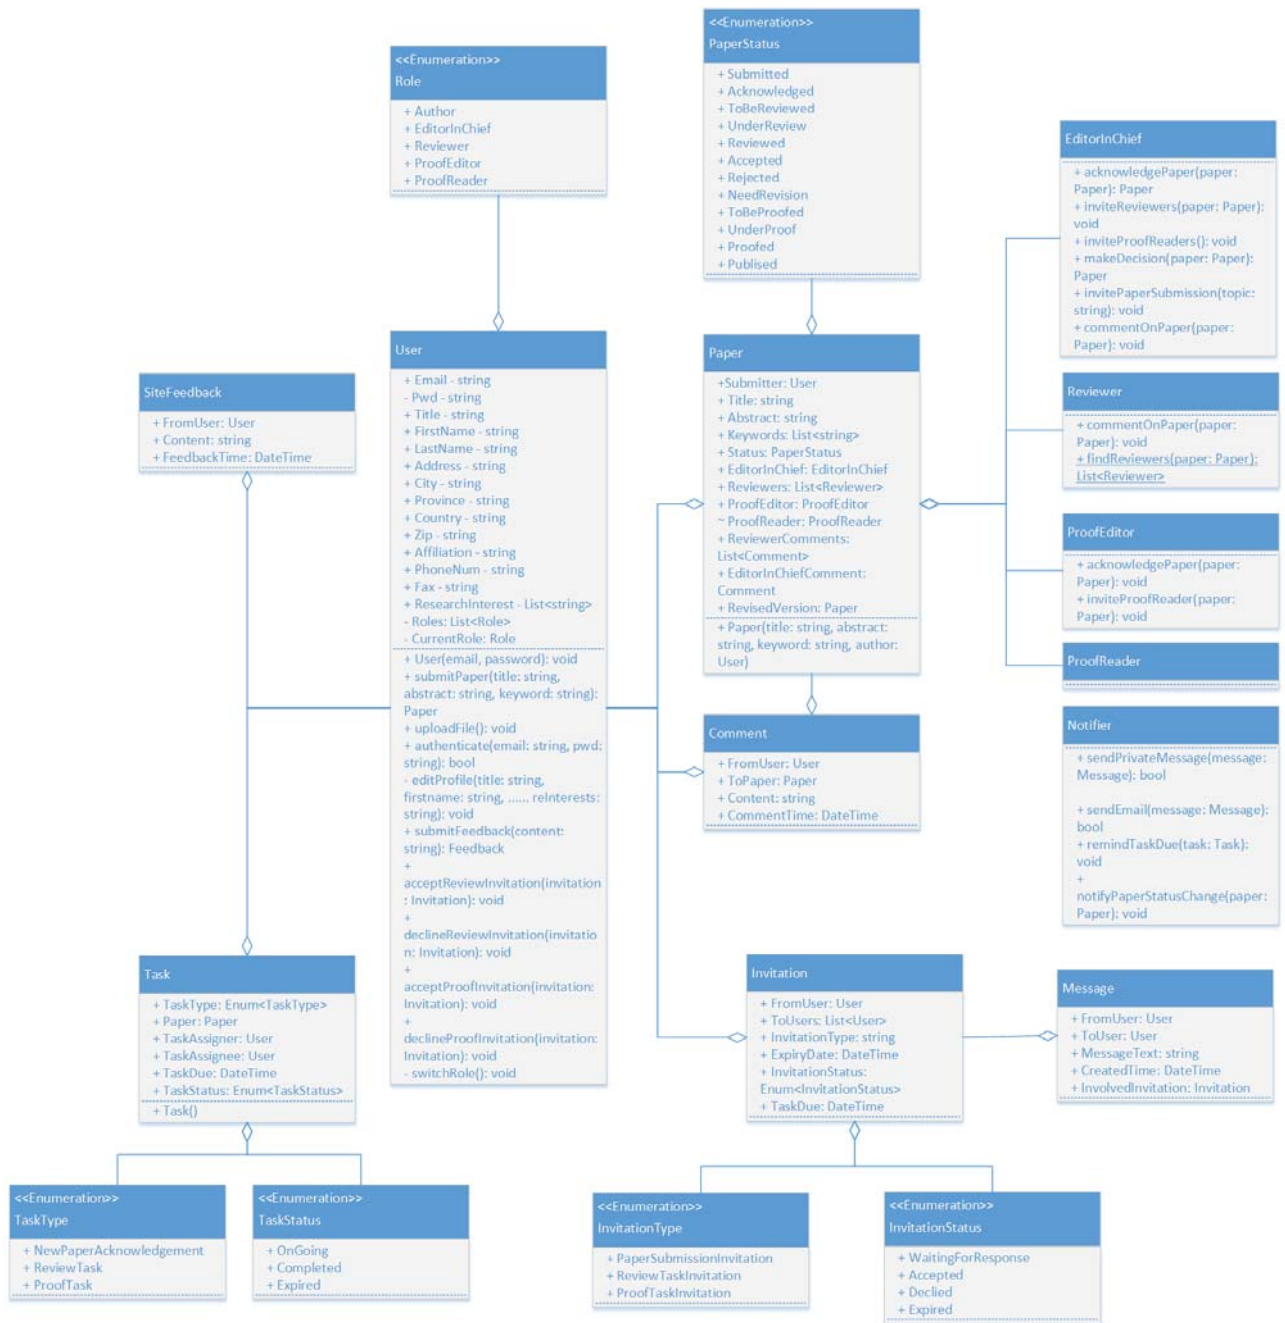 <<Enumeration>>
PaperStatus
+ Submitted
+ Acknowledged
+ ToBeReviewed
+ UnderReview
+ Reviewed
+ Accepted
+ Rejected
+ NeedRevision
+ ToBeProofed
+ UnderProof
+ Proofed
+ Publised
<<Enumeration>>
Role
+ Author
+ EditorInChief
+ Reviewer
+ ProofEditor
+ ProofReader
EditorInChief
+ acknowledgePaper(paper:
Paper): Paper
+ inviteReviewers(paper: Paper):
void
+ inviteProofReaders(): void
+ makeDecision(paper: Paper):
Paper
+ invitePaperSubmission(topic:
string): void
+ commentOnPaper(paper:
Paper): void
User
+ Email - string
- Pwd - string
+ Title - string
+ FirstName - string
+ LastName - string
+ Address - string
+ City - string
+ Province - string
+ Country - string
+ Zip - string
+ Affiliation - string
+ PhoneNum - string
+ Fax - string
+ ResearchInterest - List<string>
- Roles: List<Role>
- CurrentRole: Role
+ User(email, password): void
+ submitPaper(title: string,
abstract: string, keyword: string):
Paper
+ uploadFile(): void
+ authenticate(email: string, pwd:
string): bool
- editProfile(title: string,
firstname: string, ...... reInterests:
string): void
+ submitFeedback(content:
string): Feedback
+
acceptReviewInvitation(invitation
: Invitation): void
+
declineReviewInvitation(invitatio
n: Invitation): void
+
acceptProofInvitation(invitation:
Invitation): void
+
declineProofInvitation(invitation:
Invitation): void
- switchRole(): void
Paper
+Submitter: User
+ Title: string
+ Abstract: string
+ Keywords: List<string>
+ Status: PaperStatus
+ EditorInChief: EditorInChief
+ Reviewers: List<Reviewer>
+ ProofEditor: ProofEditor
~ ProofReader: ProofReader
+ ReviewerComments:
List<Comment>
+ EditorInChiefComment:
Comment
+ RevisedVersion: Paper
+ Paper(title: string, abstract:
string, keyword: string, author:
User)
SiteFeedback
+ FromUser: User
+ Content: string
+ FeedbackTime: DateTime
Reviewer
+ commentOnPaper(paper:
Paper): void
+ findReviewers(paper: Paper):
List<Reviewer>
ProofEditor
+ acknowledgePaper(paper:
Paper): void
+ inviteProofReader(paper:
Paper): void
ProofReader
Comment
+ FromUser: User
+ ToPaper: Paper
+ Content: string
+ CommentTime: DateTime
Notifier
+ sendPrivateMessage(message:
Message): bool
+ sendEmail(message: Message):
bool
+ remindTaskDue(task: Task):
void
+
notifyPaperStatusChange(paper:
Paper): void
Task
+ TaskType: Enum<TaskType>
+ Paper: Paper
+ TaskAssigner: User
+ TaskAssignee: User
+ TaskDue: DateTime
+ TaskStatus: Enum<TaskStatus>
+ Task()
Invitation
+ FromUser: User
+ ToUsers: List<User>
+ InvitationType: string
+ ExpiryDate: DateTime
+ InvitationStatus:
Enum<InvitationStatus>
+ TaskDue: DateTime
Message
+ FromUser: User
+ ToUser: User
+ MessageText: string
+ CreatedTime: DateTime
+ InvolvedInvitation: Invitation
<<Enumeration>>
TaskType
+ NewPaperAcknowledgement
+ ReviewTask
+ ProofTask
<<Enumeration>>
TaskStatus
+ OnGoing
+ Completed
+ Expired
<<Enumeration>>
InvitationType
+ PaperSubmissionInvitation
+ ReviewTaskInvitation
+ ProofTaskInvitation
<<Enumeration>>
InvitationStatus
+ WaitingForResponse
+ Accepted
+ Declied
+ Expired